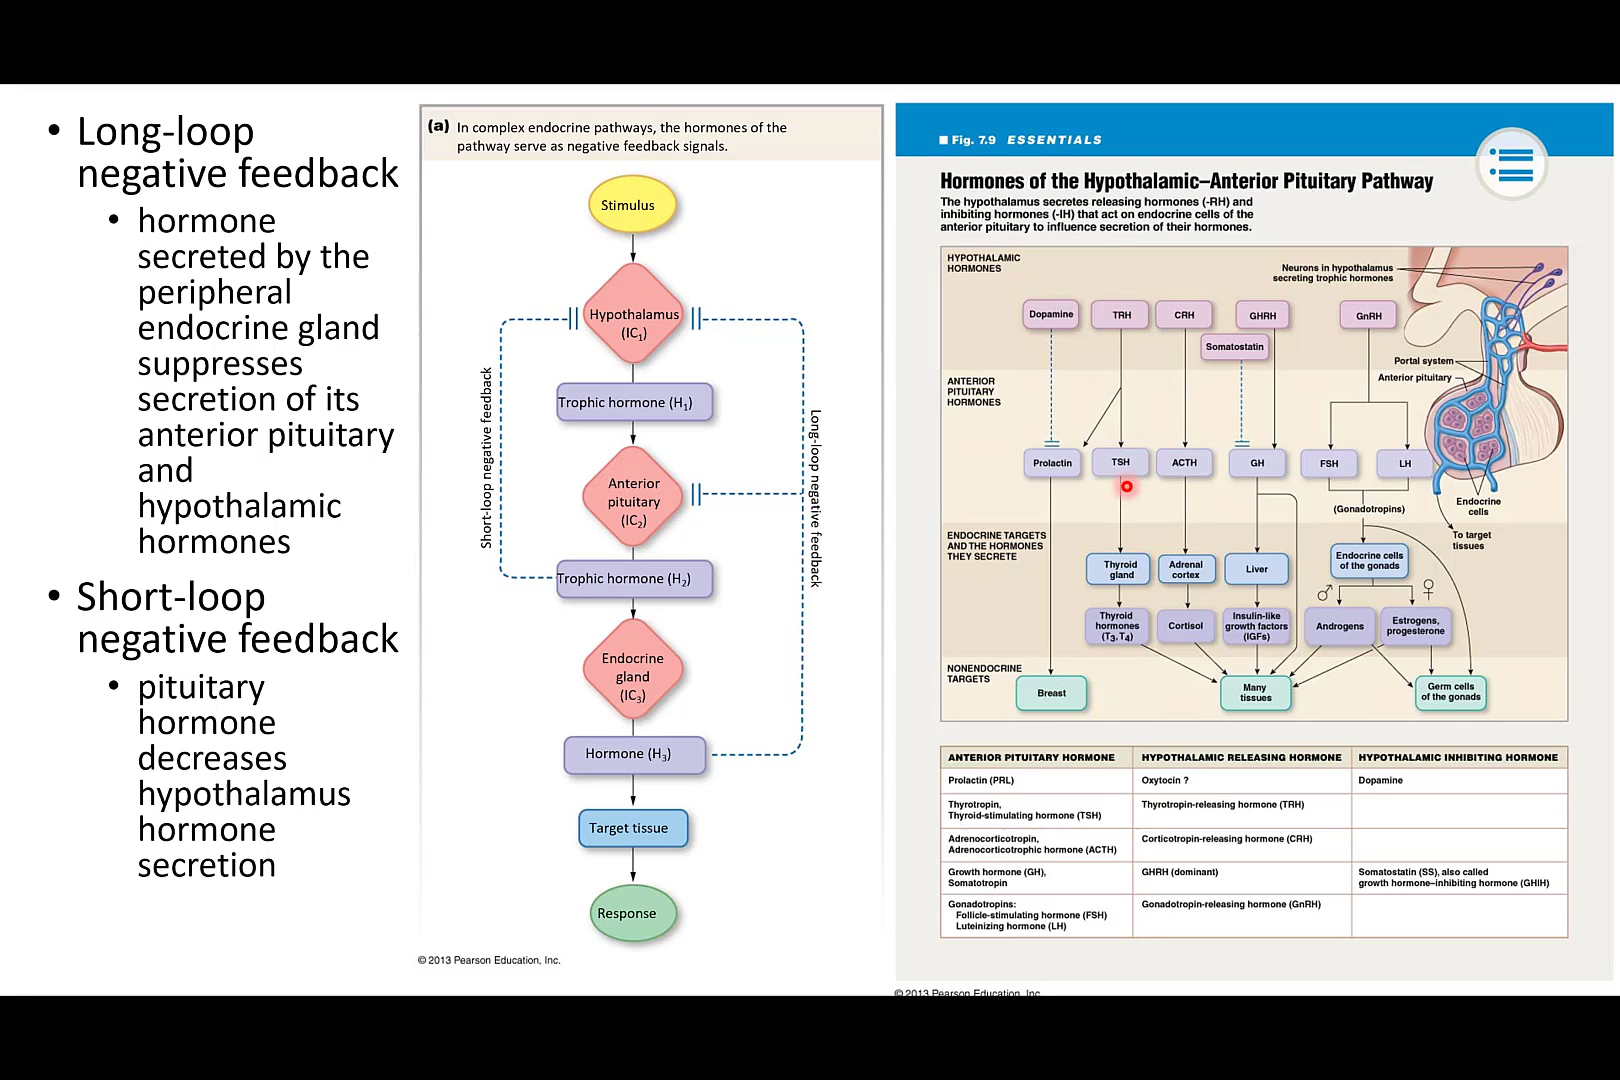 • Long-loop
negative feedback
• hormone
secreted by the
peripheral
endocrine gland
suppresses
secretion of its
anterior pituitary
and
hypothalamic
hormones
• Short-loop
negative feedback
• pituitary
hormone
decreases
hypothalamus
hormone
secretion
(a) In complex endocrine pathways, the hormones of the
pathway serve as negative feedback signals.
Stimulus
Hypothalamus
(IC₁)
Trophic hormone (H₁)
Anterior
pituitary
(IC₂)
Trophic hormone (H₂)
Endocrine
gland
(IC₃)
Hormone (H₃)
Target tissue
Response
Short-loop negative feedback
Long-loop negative feedback
© 2013 Pearson Education, Inc.
Fig. 7.9 ESSENTIALS
Hormones of the Hypothalamic–Anterior Pituitary Pathway
The hypothalamus secretes releasing hormones (-RH) and
inhibiting hormones (-IH) that act on endocrine cells of the
anterior pituitary to influence secretion of their hormones.
HYPOTHALAMIC
HORMONES
Neurons in hypothalamus
secreting trophic hormones
Dopamine
TRH
CRH
GHRH
GnRH
Somatostatin
Portal system
Anterior pituitary
ANTERIOR
PITUITARY
HORMONES
Prolactin
TSH
ACTH
GH
FSH
LH
(Gonadotropins)
Endocrine
cells
To target
tissues
ENDOCRINE TARGETS
AND THE HORMONES
THEY SECRETE
Thyroid
gland
Adrenal
cortex
Liver
Endocrine cells
of the gonads
♂
♀
Thyroid
hormones
(T₃, T₄)
Cortisol
Insulin-like
growth factors
(IGFs)
Androgens
Estrogens,
progesterone
NONENDOCRINE
TARGETS
Breast
Many
tissues
Germ cells
of the gonads
ANTERIOR PITUITARY HORMONE HYPOTHALAMIC RELEASING HORMONE HYPOTHALAMIC INHIBITING HORMONE
Prolactin (PRL) Oxytocin ? Dopamine
Thyrotropin, Thyrotropin-releasing hormone (TRH)
Thyroid-stimulating hormone (TSH)
Adrenocorticotropin, Corticotropin-releasing hormone (CRH)
Adrenocorticotrophic hormone (ACTH)
Growth hormone (GH), GHRH (dominant) Somatostatin (SS), also called
Somatotropin growth hormone–inhibiting hormone (GHIH)
Gonadotropins: Gonadotropin-releasing hormone (GnRH)
Follicle-stimulating hormone (FSH)
Luteinizing hormone (LH)
© 2013 Pearson Education, Inc.